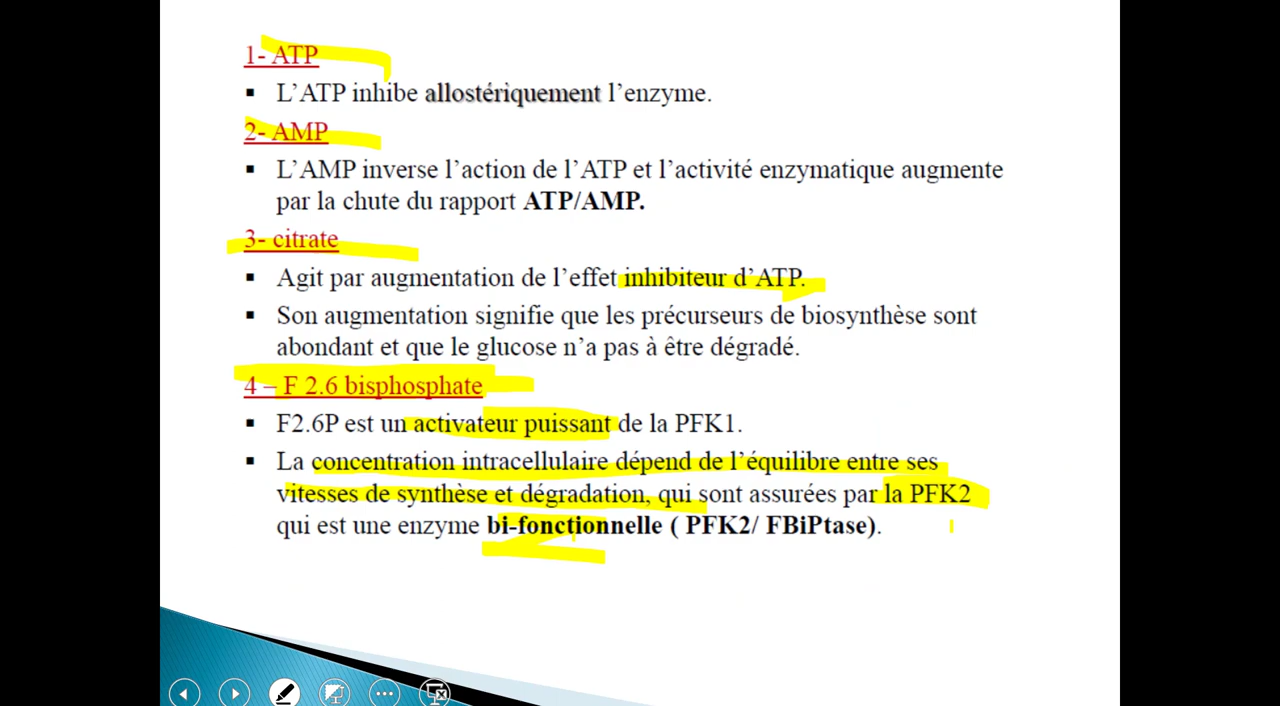 1- ATP
▪ L’ATP inhibe allostériquement l’enzyme.
2- AMP
▪ L’AMP inverse l’action de l’ATP et l’activité enzymatique augmente
par la chute du rapport ATP/AMP.
3- citrate
▪ Agit par augmentation de l’effet inhibiteur d’ATP.
▪ Son augmentation signifie que les précurseurs de biosynthèse sont
abondant et que le glucose n’a pas à être dégradé.
4 – F 2.6 bisphosphate
▪ F2.6P est un activateur puissant de la PFK1.
▪ La concentration intracellulaire dépend de l’équilibre entre ses
vitesses de synthèse et dégradation, qui sont assurées par la PFK2
qui est une enzyme bi-fonctionnelle ( PFK2/ FBiPtase).